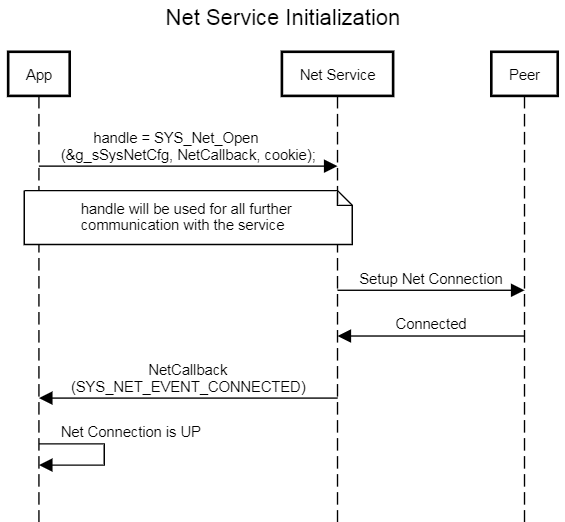 Net Service Initialization
App
Net Service
Peer
handle = SYS_Net_Open
(&g_sSysNetCfg, NetCallback, cookie);
handle will be used for all further
communication with the service
Setup Net Connection
Connected
NetCallback
(SYS_NET_EVENT_CONNECTED)
Net Connection is UP